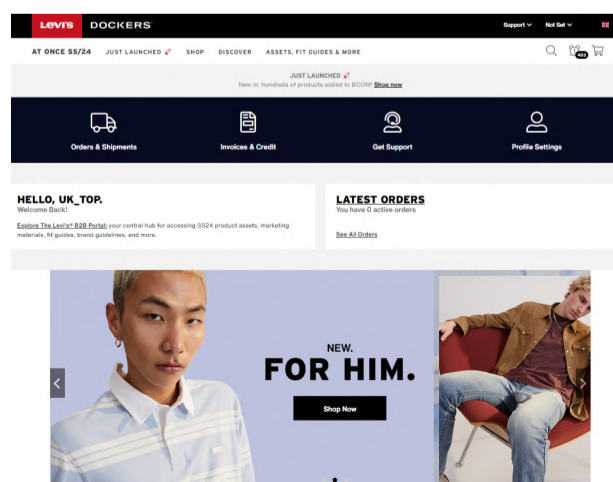 Levi's DOCKERS Support Not Set
AT ONCE SS/24 JUST LAUNCHED 🚀 SHOP DISCOVER ASSETS, FIT GUIDES & MORE
403
JUST LAUNCHED 🚀
New in: hundreds of products added to BCOM! Shop now
Orders & Shipments Invoices & Credit Get Support Profile Settings
HELLO, UK_TOP.
Welcome Back!
Explore The Levi's® B2B Portal: your central hub for accessing SS24 product assets, marketing
materials, fit guides, brand guidelines, and more.
LATEST ORDERS
You have 0 active orders
See All Orders
NEW.
FOR HIM.
Shop Now